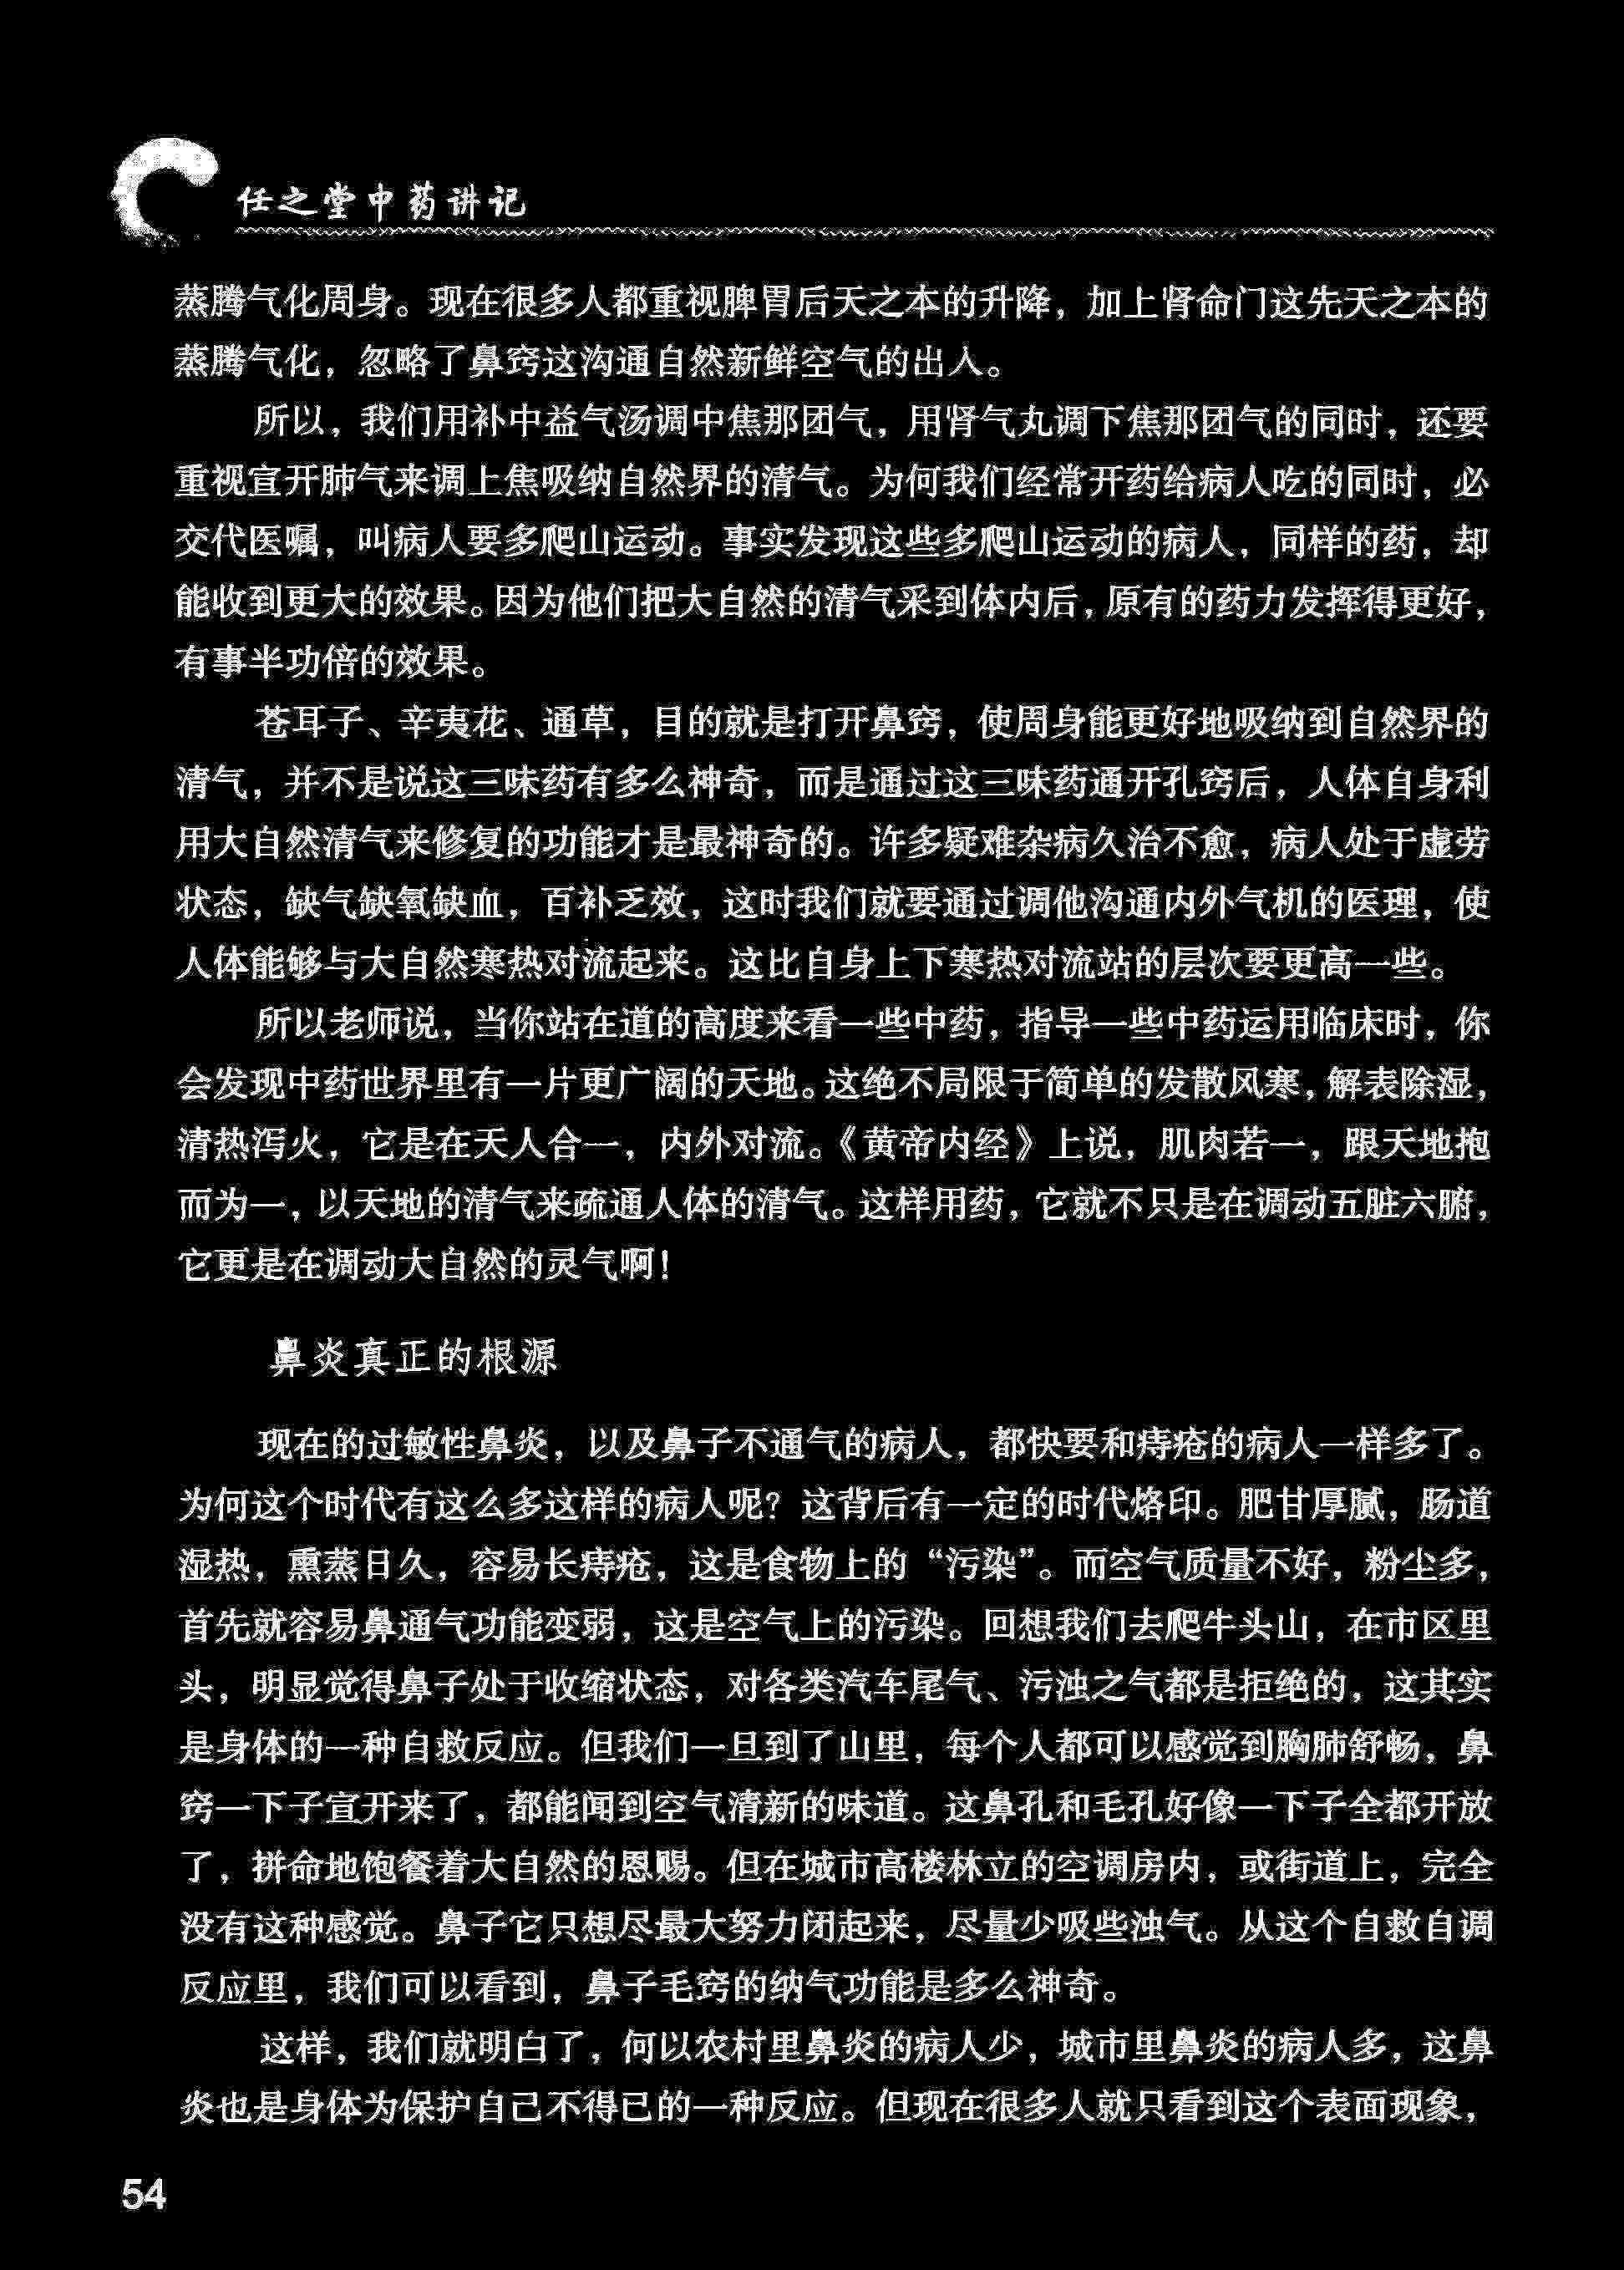 任之堂中药讲记
蒸腾气化周身。现在很多人都重视脾胃后天之本的升降，加上肾命门这先天之本的
蒸腾气化，忽略了鼻窍这沟通自然新鲜空气的出入。
所以，我们用补中益气汤调中焦那团气，用肾气丸调下焦那团气的同时，还要
重视宣开肺气来调上焦吸纳自然界的清气。为何我们经常开药给病人吃的同时，必
交代医嘱，叫病人要多爬山运动。事实发现这些多爬山运动的病人，同样的药，却
能收到更大的效果。因为他们把大自然的清气采到体内后，原有的药力发挥得更好，
有事半功倍的效果。
苍耳子、辛夷花、通草，目的就是打开鼻窍，使周身能更好地吸纳到自然界的
清气，并不是说这三味药有多么神奇，而是通过这三味药通开孔窍后，人体自身利
用大自然清气来修复的功能才是最神奇的。许多疑难杂病久治不愈，病人处于虚劳
状态，缺气缺氧缺血，百补乏效，这时我们就要通过调他沟通内外气机的医理，使
人体能够与大自然寒热对流起来。这比自身上下寒热对流站的层次要更高一些。
所以老师说，当你站在道的高度来看一些中药，指导一些中药运用临床时，你
会发现中药世界里有一片更广阔的天地。这绝不局限于简单的发散风寒，解表除湿，
清热泻火，它是在天人合一，内外对流。《黄帝内经》上说，肌肉若一，跟天地抱
而为一，以天地的清气来疏通人体的清气。这样用药，它就不只是在调动五脏六腑，
它更是在调动大自然的灵气啊！
鼻炎真正的根源
现在的过敏性鼻炎，以及鼻子不通气的病人，都快要和痔疮的病人一样多了。
为何这个时代有这么多这样的病人呢？这背后有一定的时代烙印。肥甘厚腻，肠道
湿热，熏蒸日久，容易长痔疮，这是食物上的“污染”。而空气质量不好，粉尘多，
首先就容易鼻通气功能变弱，这是空气上的污染。回想我们去爬牛头山，在市区里
头，明显觉得鼻子处于收缩状态，对各类汽车尾气、污浊之气都是拒绝的，这其实
是身体的一种自救反应。但我们一旦到了山里，每个人都可以感觉到胸肺舒畅，鼻
窍一下子宣开来了，都能闻到空气清新的味道。这鼻孔和毛孔好像一下子全都开放
了，拼命地饱餐着大自然的恩赐。但在城市高楼林立的空调房内，或街道上，完全
没有这种感觉。鼻子它只想尽最大努力闭起来，尽量少吸些浊气。从这个自救自调
反应里，我们可以看到，鼻子毛窍的纳气功能是多么神奇。
这样，我们就明白了，何以农村里鼻炎的病人少，城市里鼻炎的病人多，这鼻
炎也是身体为保护自己不得已的一种反应。但现在很多人就只看到这个表面现象，
54